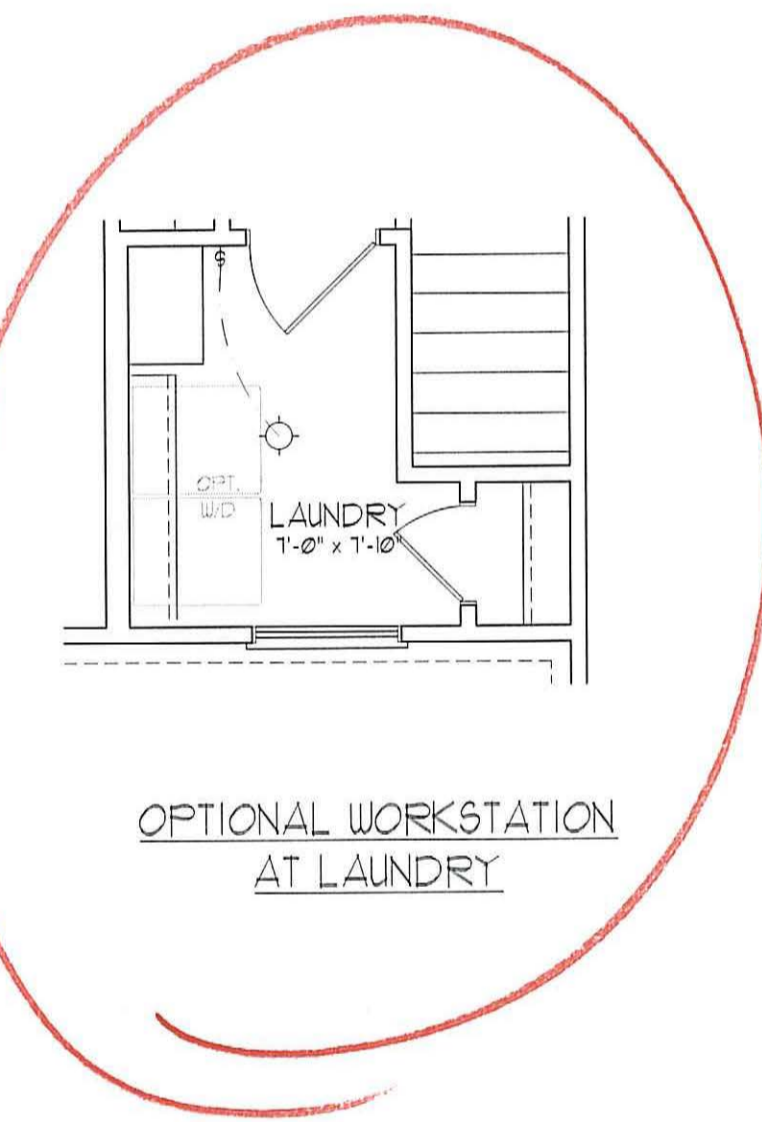 $
OPT.
W/D
LAUNDRY
7'-0" x 7'-10"
OPTIONAL WORKSTATION
AT LAUNDRY